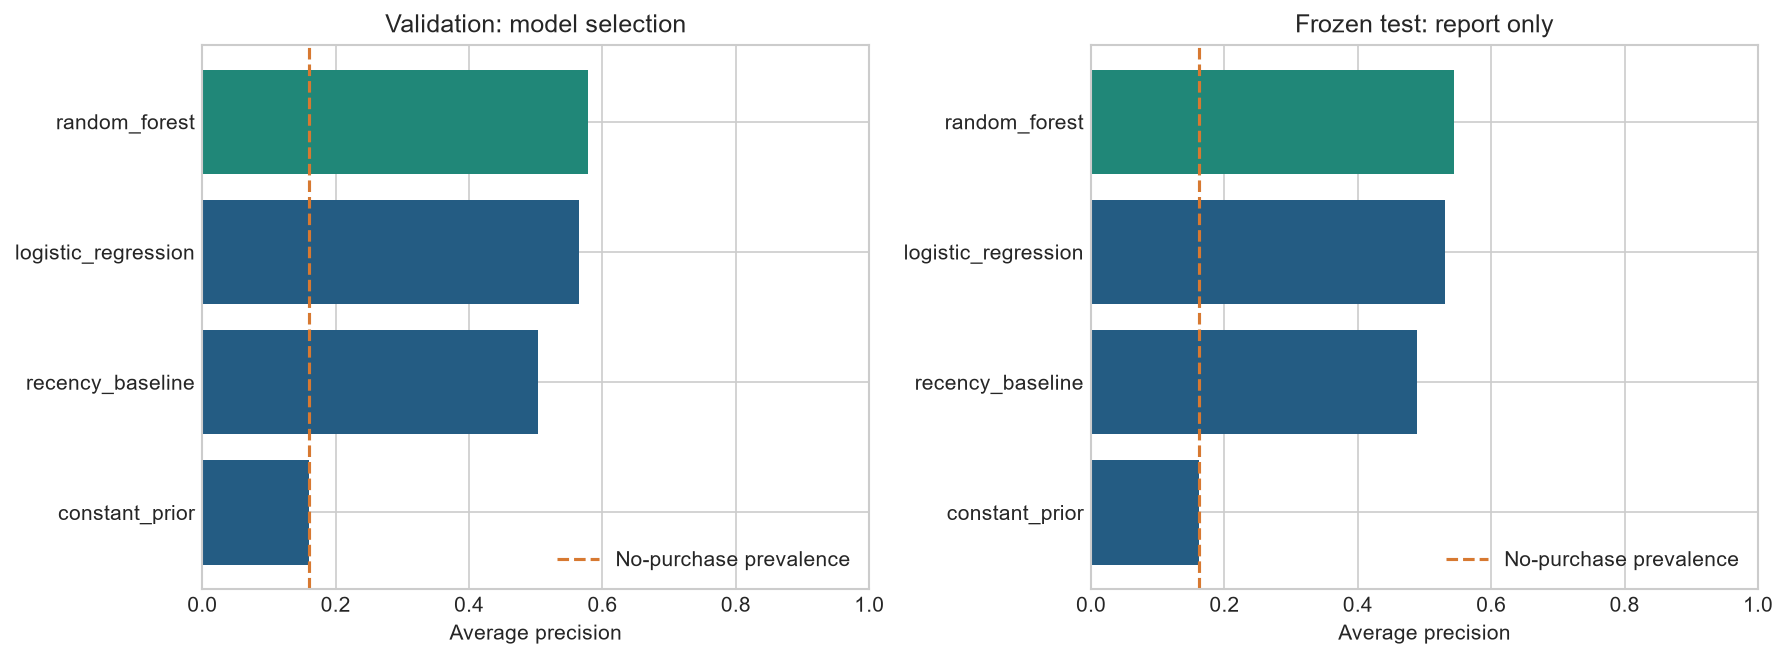 Validation: model selection
random_forest
logistic_regression
recency_baseline
constant_prior
No-purchase prevalence
0.0 0.2 0.4 0.6 0.8 1.0
Average precision
Frozen test: report only
random_forest
logistic_regression
recency_baseline
constant_prior
No-purchase prevalence
0.0 0.2 0.4 0.6 0.8 1.0
Average precision